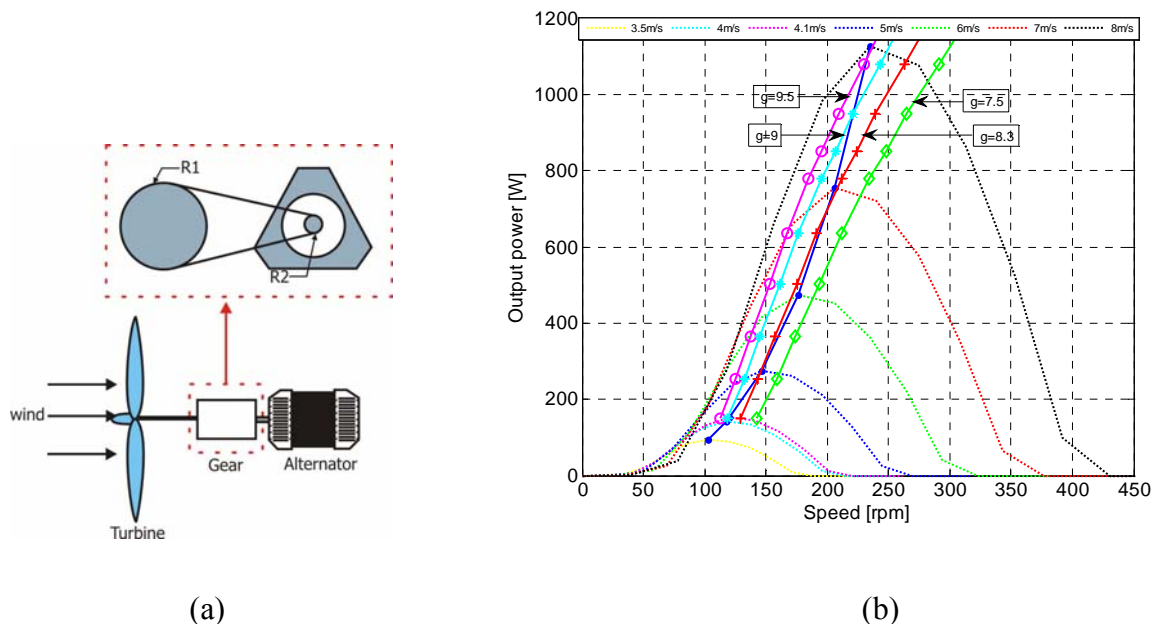 R1
R2
wind
Gear
Alternator
Turbine
(a)
1200
1000
800
600
400
200
0
Output power [W]
3.5m/s 4m/s 4.1m/s 5m/s 6m/s 7m/s 8m/s
g=9.5
g=7.5
g=9
g=8.3
0 50 100 150 200 250 300 350 400 450
Speed [rpm]
(b)